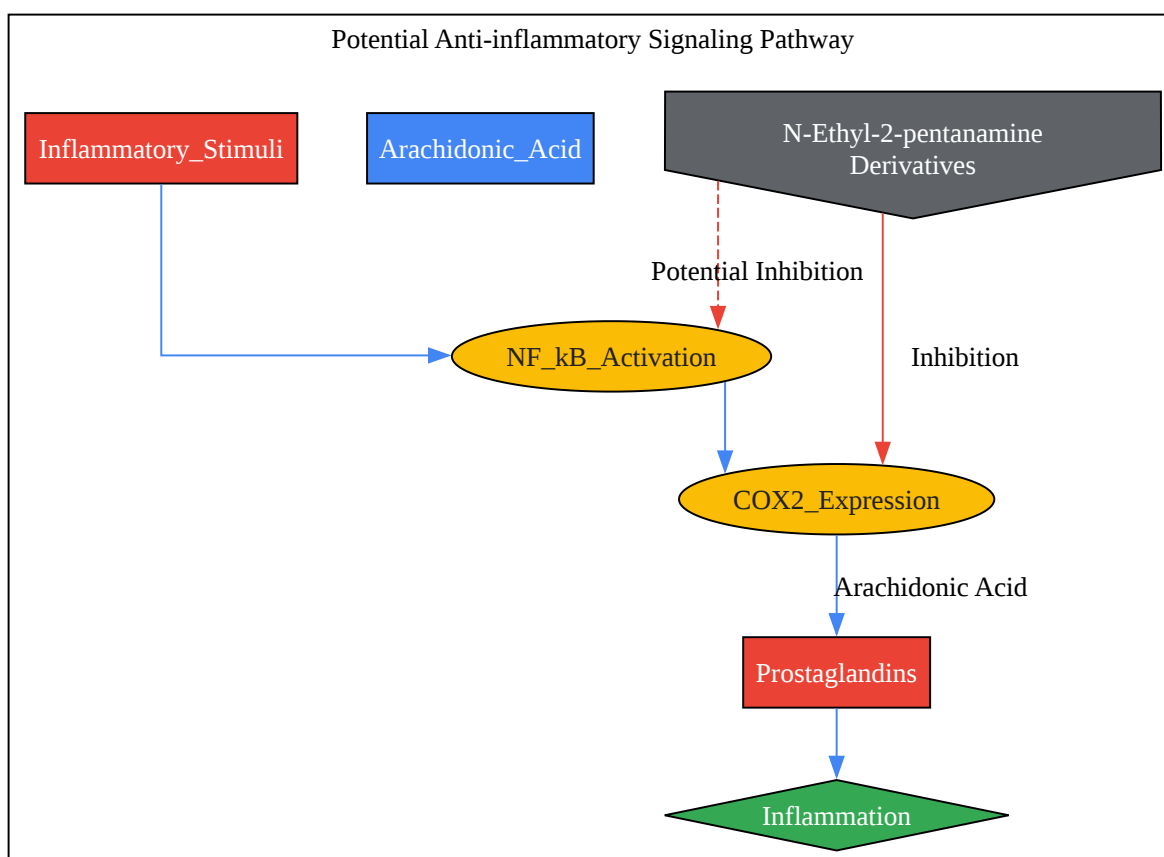 Potential Anti-inflammatory Signaling Pathway
Inflammatory_Stimuli
Arachidonic_Acid
N-Ethyl-2-pentanamine
Derivatives
Potential Inhibition
NF_kB_Activation
Inhibition
COX2_Expression
Arachidonic Acid
Prostaglandins
Inflammation